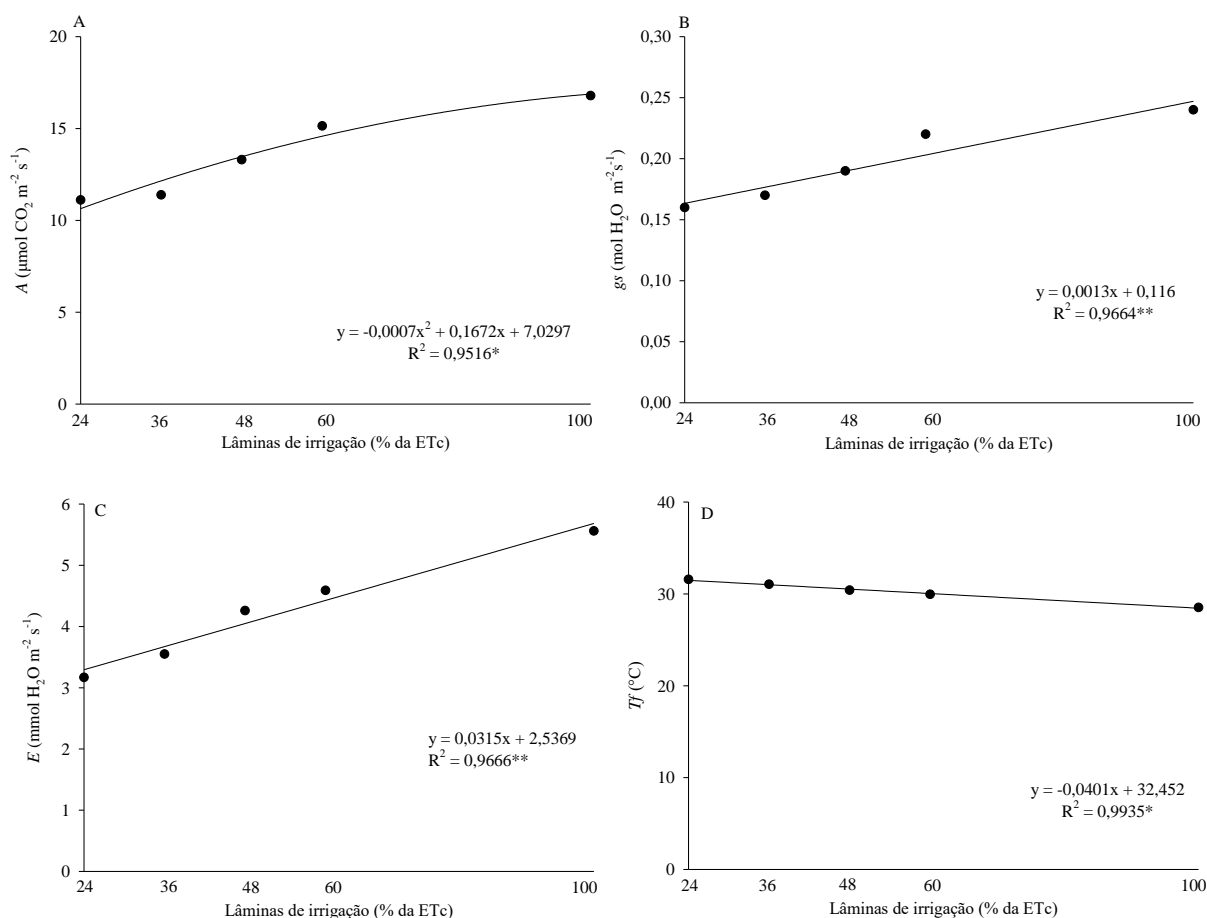 A
20
15
10
5
0
A (µmol CO₂ m⁻² s⁻¹)
y = -0,0007x² + 0,1672x + 7,0297
R² = 0,9516*
24 36 48 60 100
Lâminas de irrigação (% da ETc)
B
0,30
0,25
0,20
0,15
0,10
0,05
0,00
gs (mol H₂O m⁻²s⁻¹)
y = 0,0013x + 0,116
R² = 0,9664**
24 36 48 60 100
Lâminas de irrigação (% da ETc)
C
6
5
4
3
2
1
0
E (mmol H₂O m⁻² s⁻¹)
y = 0,0315x + 2,5369
R² = 0,9666**
24 36 48 60 100
Lâminas de irrigação (% da ETc)
D
40
30
20
10
0
Tf (°C)
y = -0,0401x + 32,452
R² = 0,9935*
24 36 48 60 100
Lâminas de irrigação (% da ETc)